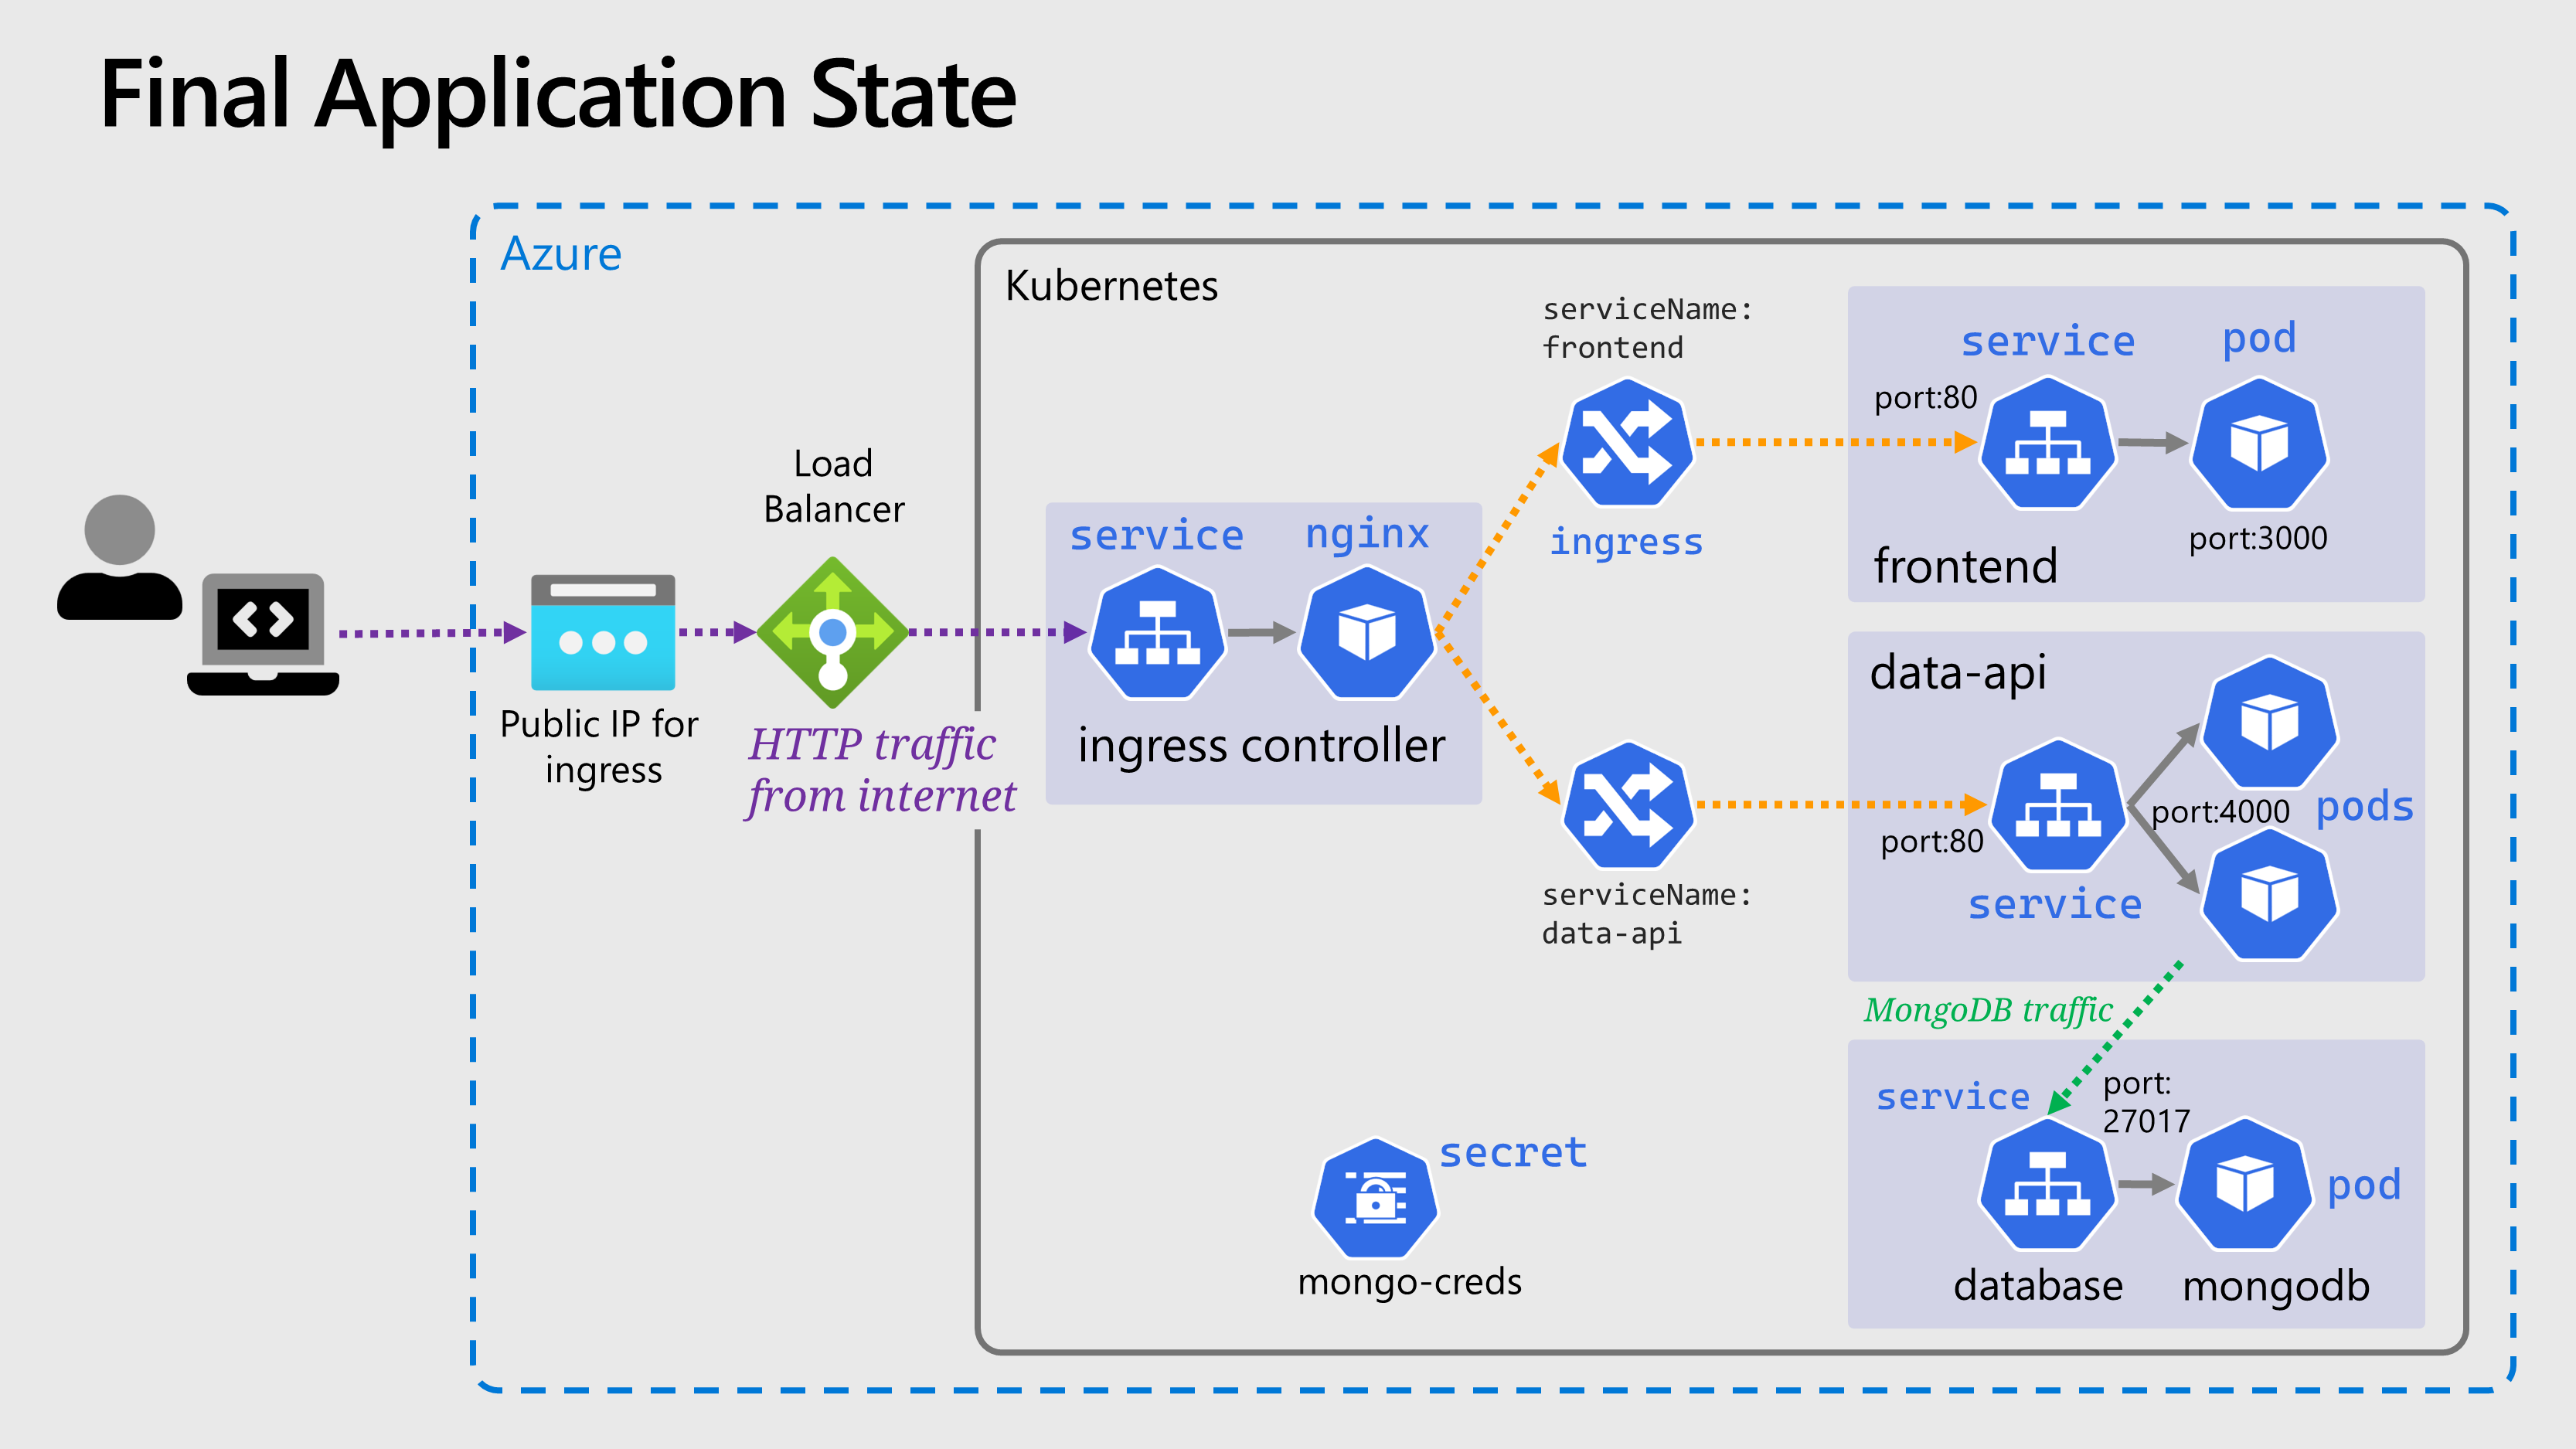 Final Application State
Azure
Kubernetes
Load
Balancer
Public IP for
ingress
HTTP traffic
from internet
service
nginx
ingress controller
serviceName:
frontend
ingress
serviceName:
data-api
service
pod
port:80
port:3000
frontend
data-api
port:4000
pods
port:80
service
MongoDB traffic
service
port:
27017
pod
database
mongodb
secret
mongo-creds